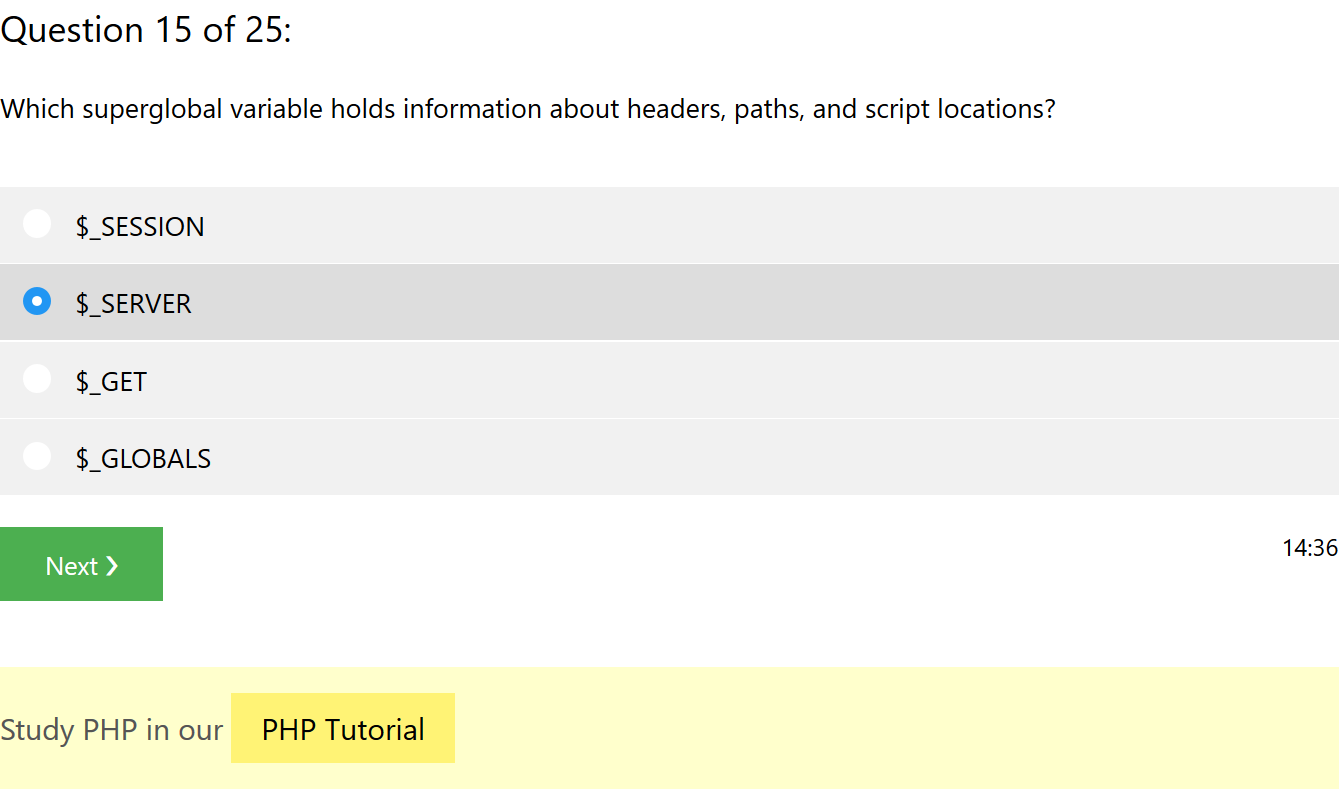 Question 15 of 25:
Which superglobal variable holds information about headers, paths, and script locations?
$_SESSION
$_SERVER
$_GET
$_GLOBALS
Next ❯
14:36
Study PHP in our PHP Tutorial